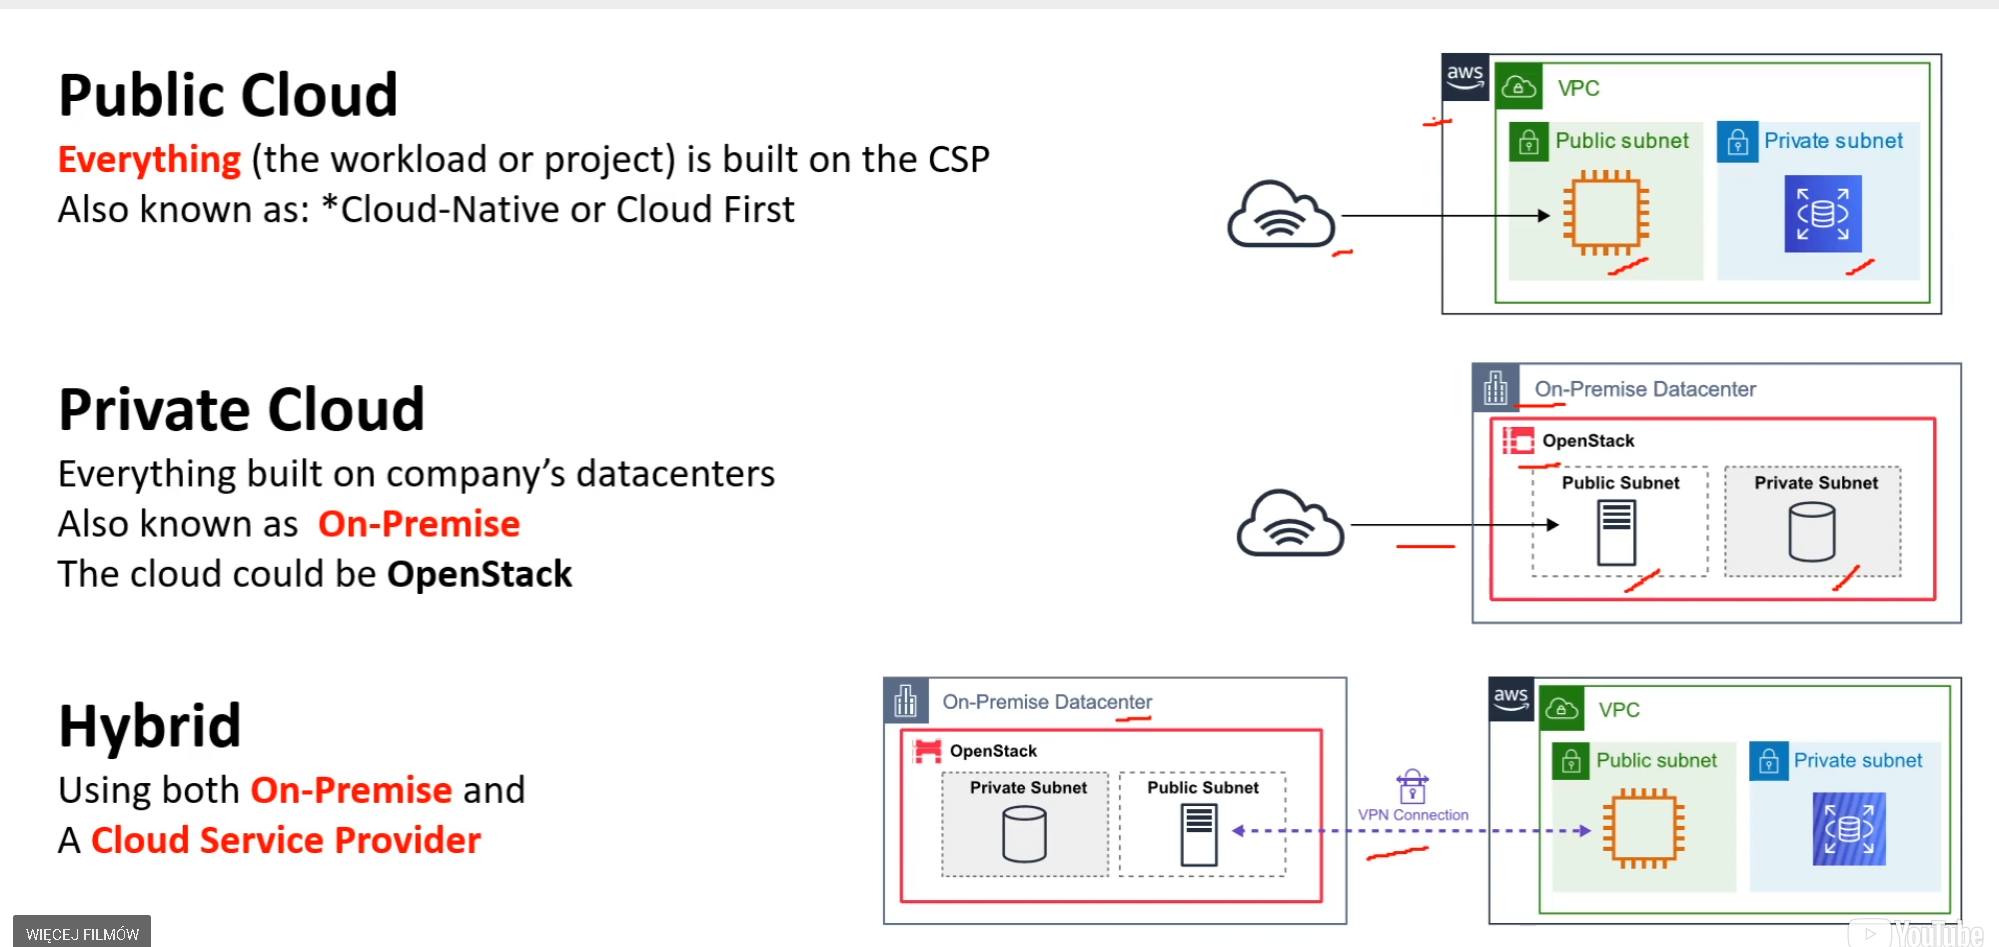 Public Cloud
Everything (the workload or project) is built on the CSP
Also known as: *Cloud-Native or Cloud First
aws
VPC
Public subnet
Private subnet
Private Cloud
Everything built on company’s datacenters
Also known as On-Premise
The cloud could be OpenStack
On-Premise Datacenter
OpenStack
Public Subnet
Private Subnet
Hybrid
Using both On-Premise and
A Cloud Service Provider
On-Premise Datacenter
OpenStack
Private Subnet
Public Subnet
VPN Connection
aws
VPC
Public subnet
Private subnet
WIĘCEJ FILMÓW
YouTube